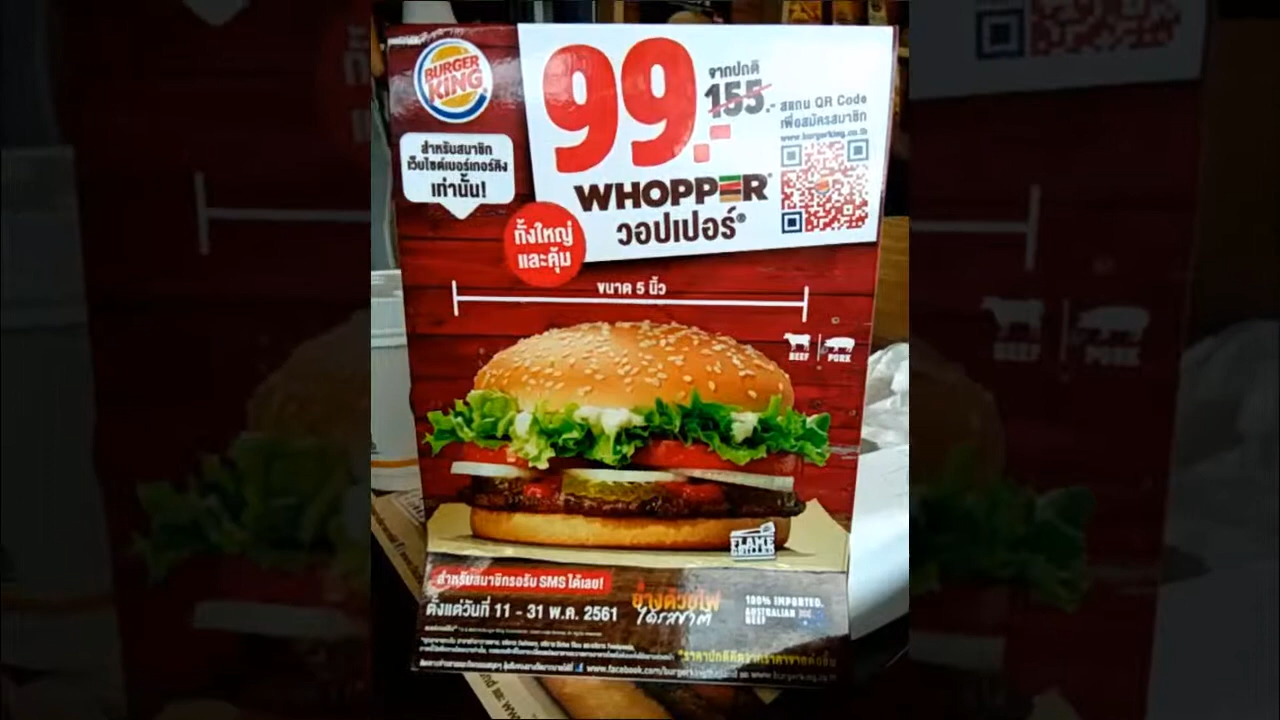 BURGER
KING
สำหรับสมาชิก
เว็บไซต์เบอร์เกอร์คิง
เท่านั้น!
99.-
จากปกติ
155.-
สแกน QR Code
เพื่อสมัครสมาชิก
www.burgerking.co.th
WHOPPER®
วอปเปอร์®
ทั้งใหญ่
และคุ้ม
ขนาด 5 นิ้ว
BEEF PORK
FLAME
GRILLED
สำหรับสมาชิกรอรับ SMS ได้เลย!
ตั้งแต่วันที่ 11 - 31 พ.ค. 2561
ย่างด้วยไฟ
ได้รสชาติ
100% IMPORTED.
AUSTRALIAN
BEEF
www.facebook.com/burgerkingthailand และ www.burgerking.co.th